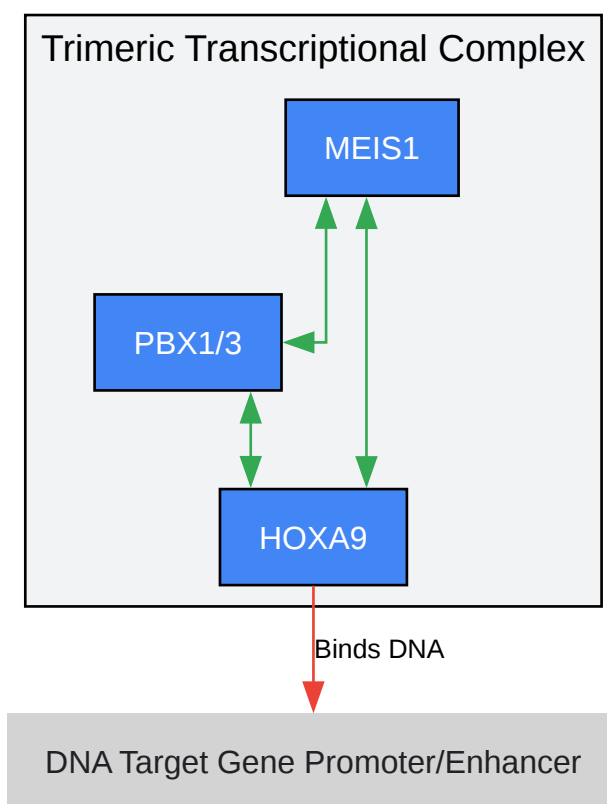 Trimeric Transcriptional Complex
MEIS1
PBX1/3
HOXA9
Binds DNA
DNA Target Gene Promoter/Enhancer